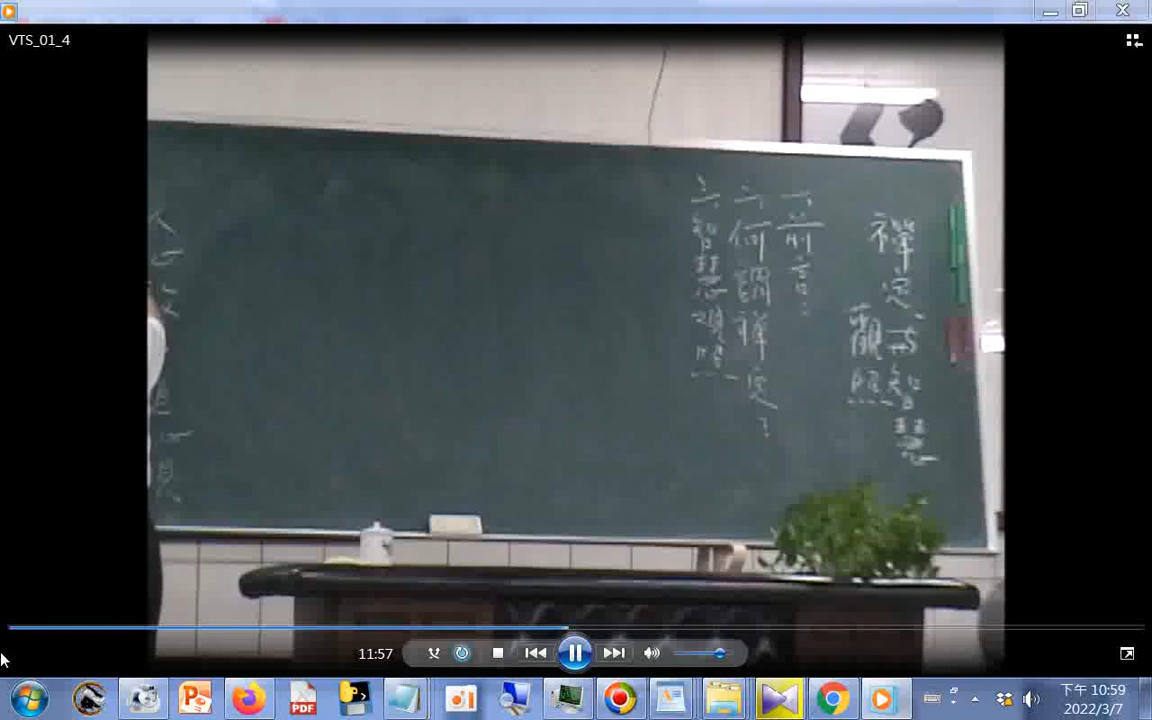 VTS_01_4
禪定與智慧
觀照
一、前言:
二、何謂禪定?
三、智慧觀照
11:57
PDF
下午 10:59
2022/3/7